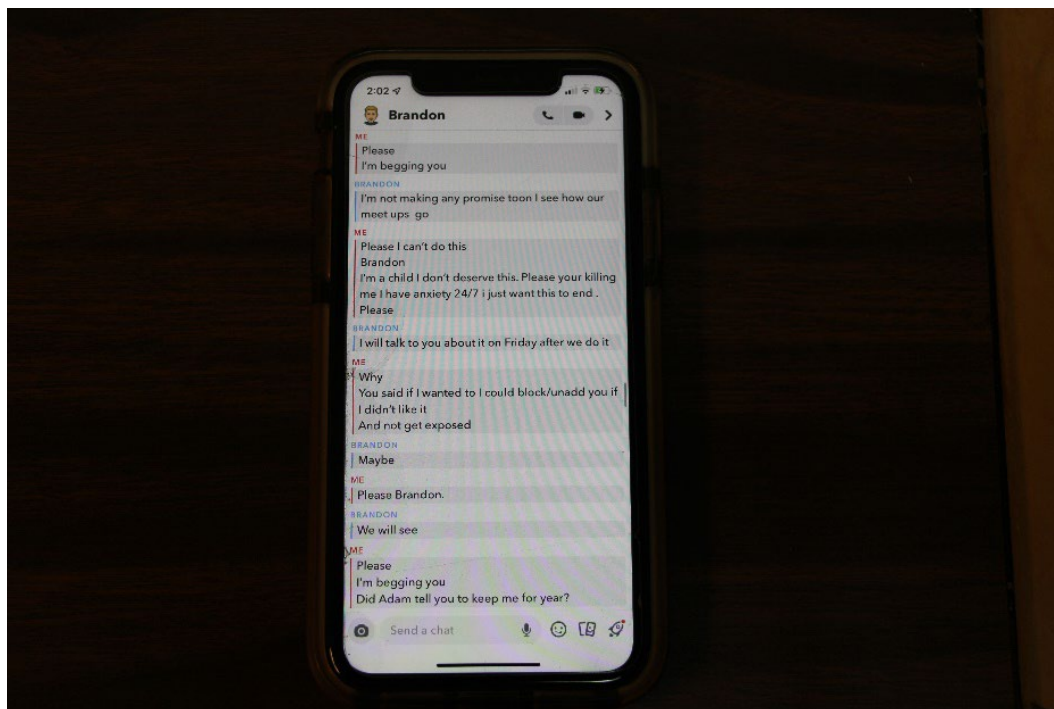 2:02
Brandon
ME
Please
I'm begging you
BRANDON
I'm not making any promise toon I see how our
meet ups go
ME
Please I can't do this
Brandon
I'm a child I don't deserve this. Please your killing
me I have anxiety 24/7 i just want this to end .
Please
BRANDON
I will talk to you about it on Friday after we do it
ME
Why
You said if I wanted to I could block/unadd you if
I didn't like it
And not get exposed
BRANDON
Maybe
ME
Please Brandon.
BRANDON
We will see
ME
Please
I'm begging you
Did Adam tell you to keep me for year?
Send a chat